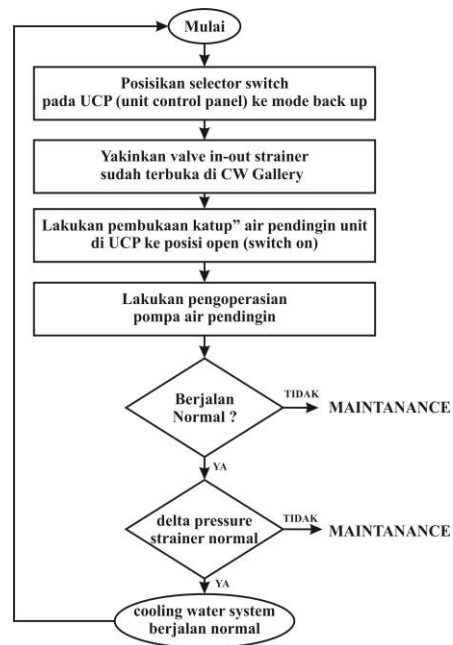 Mulai
Posisikan selector switch
pada UCP (unit control panel) ke mode back up
Yakinkan valve in-out strainer
sudah terbuka di CW Gallery
Lakukan pembukaan katup” air pendingin unit
di UCP ke posisi open (switch on)
Lakukan pengoperasian
pompa air pendingin
Berjalan
Normal ?
TIDAK
MAINTANANCE
YA
delta pressure
strainer normal
TIDAK
MAINTANANCE
YA
cooling water system
berjalan normal